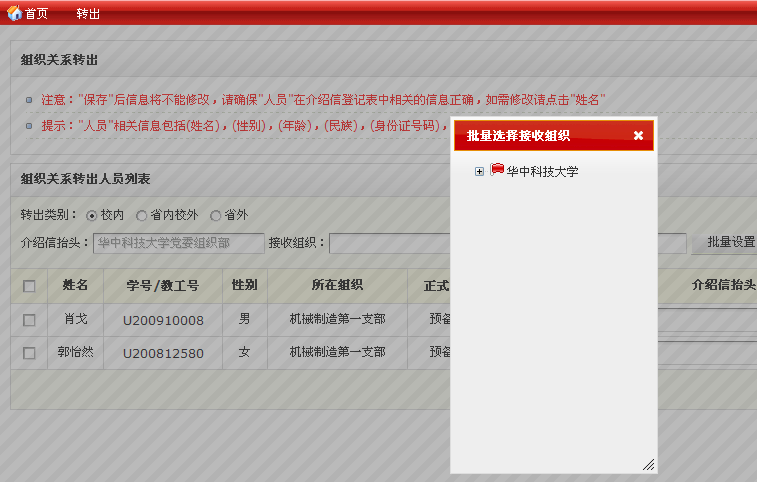 首页 转出
组织关系转出
注意："保存"后信息将不能修改，请确保"人员"在介绍信登记表中相关的信息正确，如需修改请点击"姓名"
提示："人员"相关信息包括(姓名)，(性别)，(年龄)，(民族)，(身份证号码)，
批量选择接收组织
华中科技大学
组织关系转出人员列表
转出类别： 校内 省内校外 省外
介绍信抬头： 华中科技大学党委组织部 接收组织： 批量设置
姓名 学号/教工号 性别 所在组织 正式 介绍信抬头
肖戈 U200910008 男 机械制造第一支部 预备
郭怡然 U200812580 女 机械制造第一支部 预备